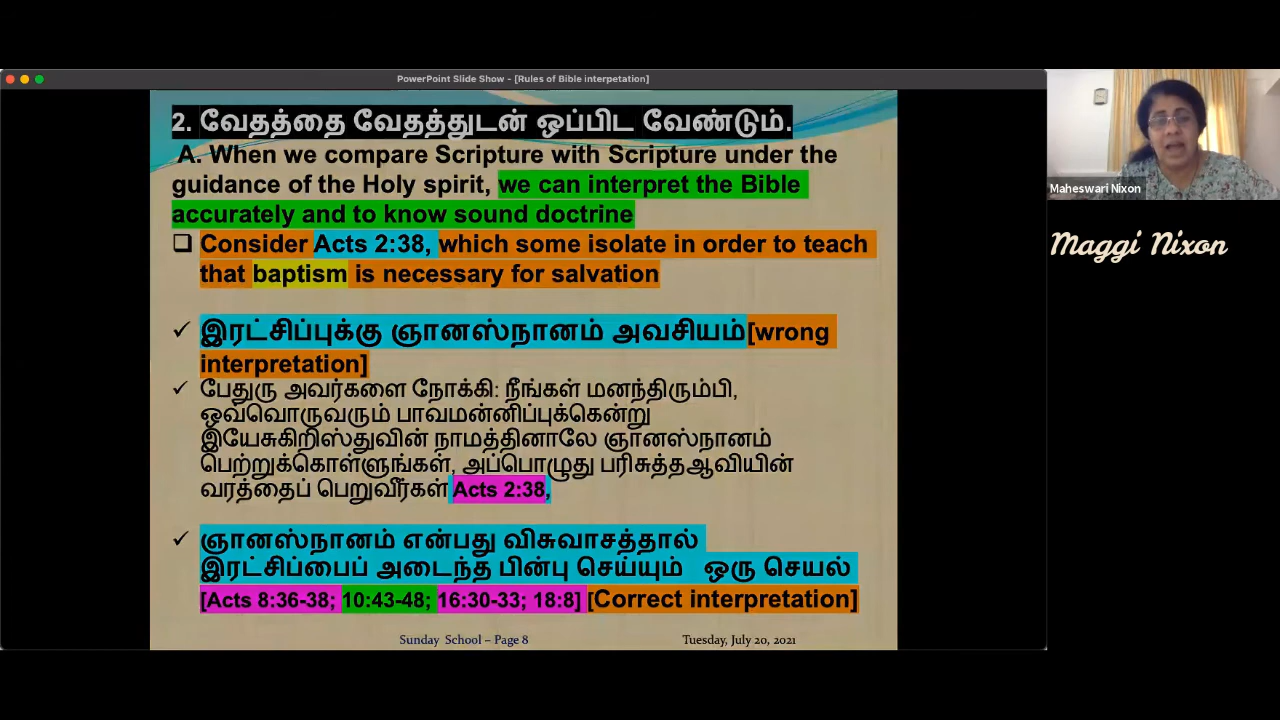 PowerPoint Slide Show - [Rules of Bible interpetation]
2. வேதத்தை வேதத்துடன் ஒப்பிட வேண்டும்.
A. When we compare Scripture with Scripture under the
guidance of the Holy spirit, we can interpret the Bible
accurately and to know sound doctrine
Consider Acts 2:38, which some isolate in order to teach
that baptism is necessary for salvation
இரட்சிப்புக்கு ஞானஸ்நானம் அவசியம்[wrong
interpretation]
பேதுரு அவர்களை நோக்கி: நீங்கள் மனந்திரும்பி,
ஒவ்வொருவரும் பாவமன்னிப்புக்கென்று
இயேசுகிறிஸ்துவின் நாமத்தினாலே ஞானஸ்நானம்
பெற்றுக்கொள்ளுங்கள், அப்பொழுது பரிசுத்தஆவியின்
வரத்தைப் பெறுவீர்கள் Acts 2:38,
ஞானஸ்நானம் என்பது விசுவாசத்தால்
இரட்சிப்பைப் அடைந்த பின்பு செய்யும் ஒரு செயல்
[Acts 8:36-38; 10:43-48; 16:30-33; 18:8] [Correct interpretation]
Sunday School – Page 8
Tuesday, July 20, 2021
Maheswari Nixon
Maggi Nixon